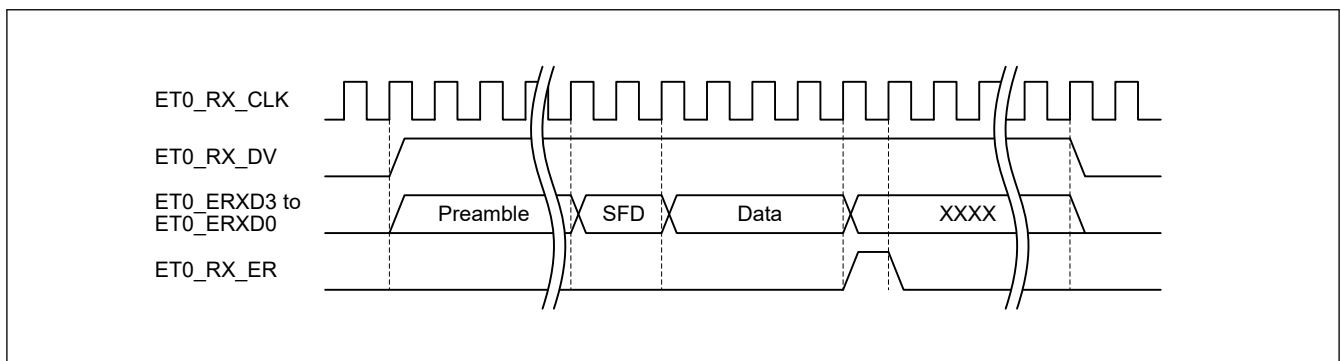 ET0_RX_CLK
ET0_RX_DV
ET0_ERXD3 to
ET0_ERXD0
Preamble
SFD
Data
XXXX
ET0_RX_ER